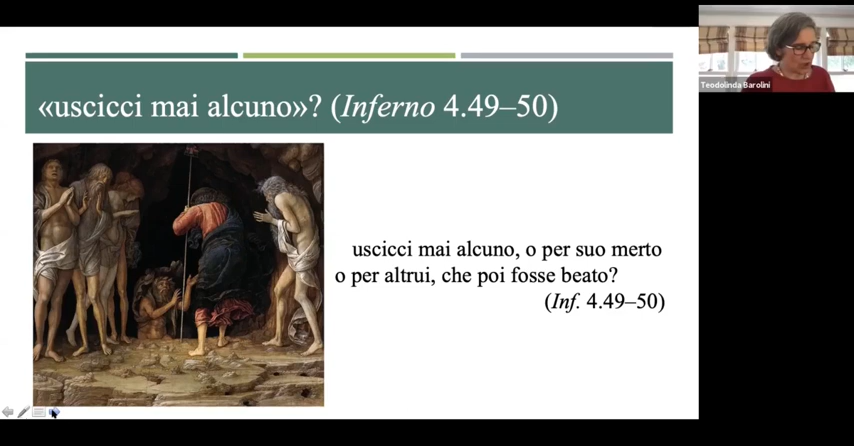 «uscicci mai alcuno»? (Inferno 4.49–50)
uscicci mai alcuno, o per suo merto
o per altrui, che poi fosse beato?
(Inf. 4.49–50)
Teodolinda Barolini